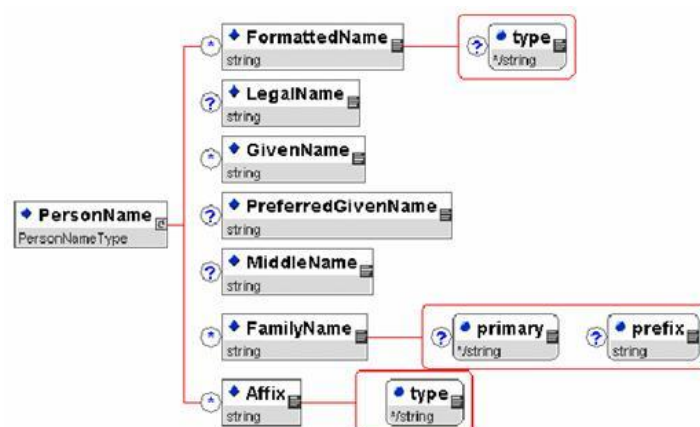 * FormattedName
string
? type
*/string
? LegalName
string
* GivenName
string
PersonName
PersonNameType
? PreferredGivenName
string
? MiddleName
string
* FamilyName
string
? primary
*/string
? prefix
string
* Affix
string
type
*/string